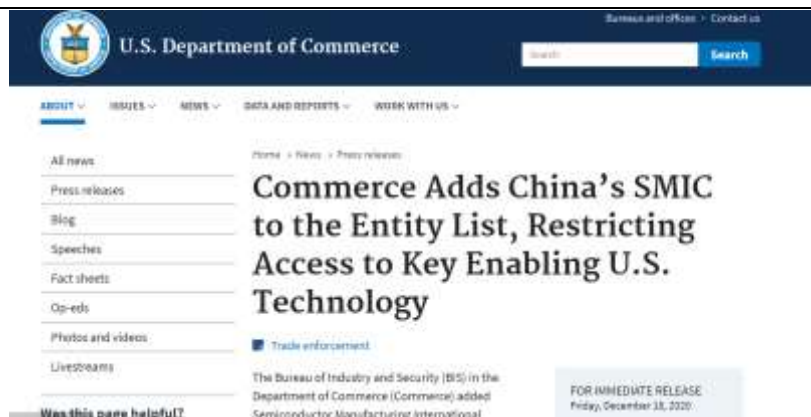 Bureaus and offices Contact us
U.S. Department of Commerce
Search Search
ABOUT ISSUES NEWS DATA AND REPORTS WORK WITH US
Home > News > Press releases
All news
Press releases
Blog
Speeches
Fact sheets
Op-eds
Photos and videos
Livestreams
Was this page helpful?
Commerce Adds China’s SMIC
to the Entity List, Restricting
Access to Key Enabling U.S.
Technology
Trade enforcement
The Bureau of Industry and Security (BIS) in the
Department of Commerce (Commerce) added
Semiconductor Manufacturing International
FOR IMMEDIATE RELEASE
Friday, December 18, 2020